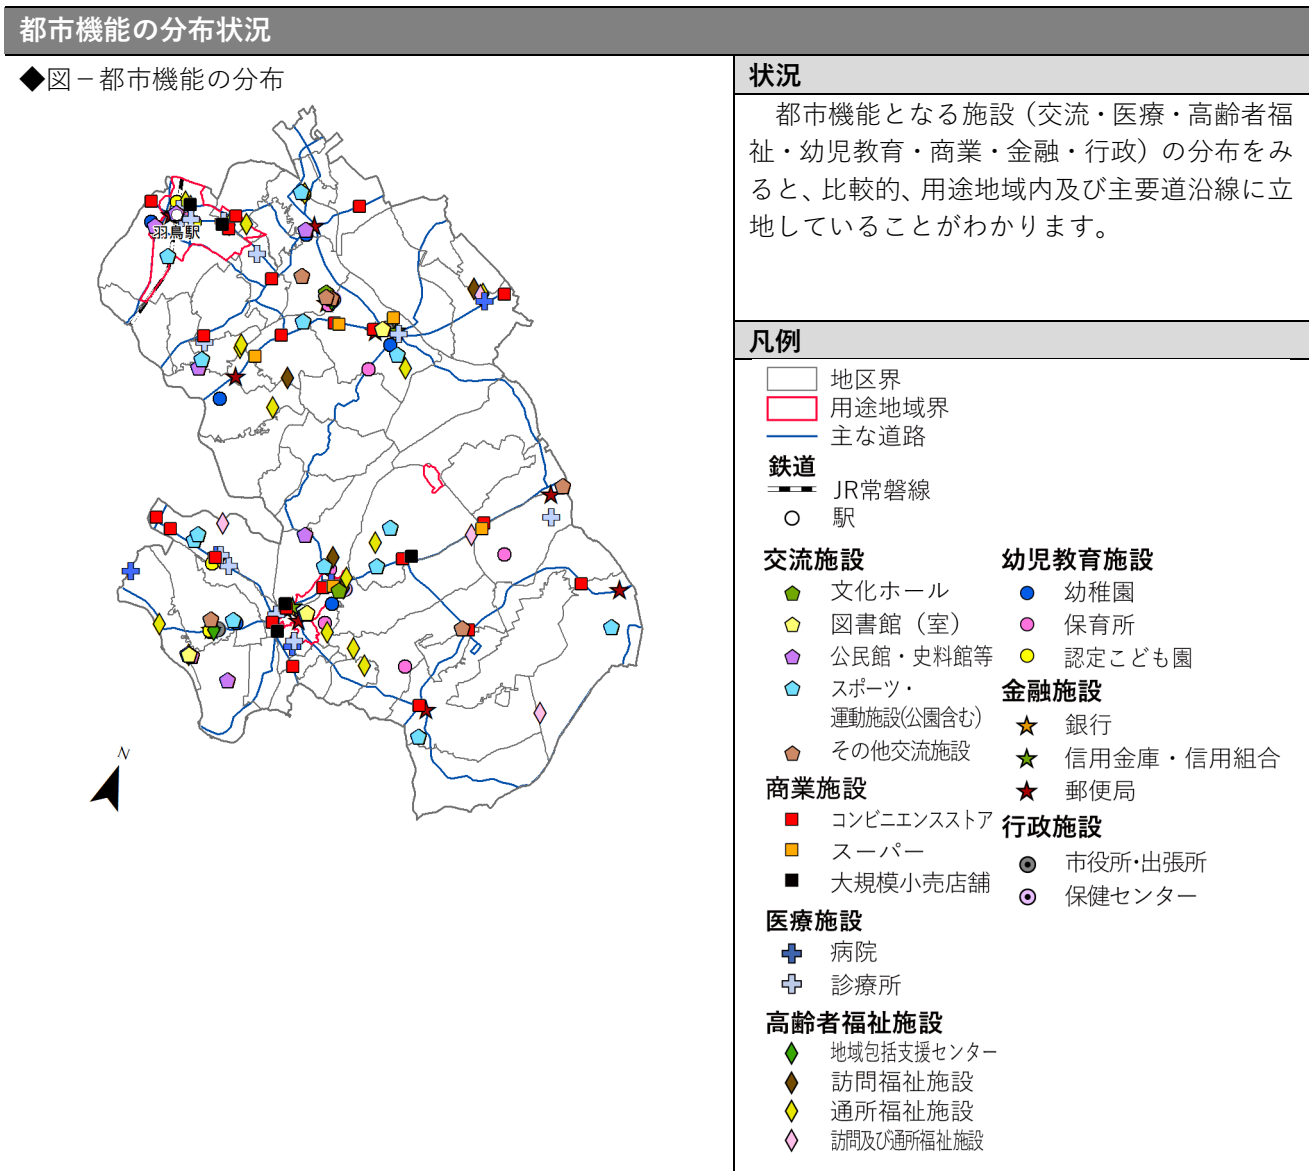 都市機能の分布状況
◆図－都市機能の分布
羽鳥駅
N
状況
都市機能となる施設（交流・医療・高齢者福
祉・幼児教育・商業・金融・行政）の分布をみ
ると、比較的、用途地域内及び主要道沿線に立
地していることがわかります。
凡例
地区界
用途地域界
主な道路
鉄道
JR常磐線
駅
交流施設
文化ホール
図書館（室）
公民館・史料館等
スポーツ・
運動施設(公園含む)
その他交流施設
商業施設
コンビニエンスストア
スーパー
大規模小売店舗
医療施設
病院
診療所
高齢者福祉施設
地域包括支援センター
訪問福祉施設
通所福祉施設
訪問及び通所福祉施設
幼児教育施設
幼稚園
保育所
認定こども園
金融施設
銀行
信用金庫・信用組合
郵便局
行政施設
市役所・出張所
保健センター